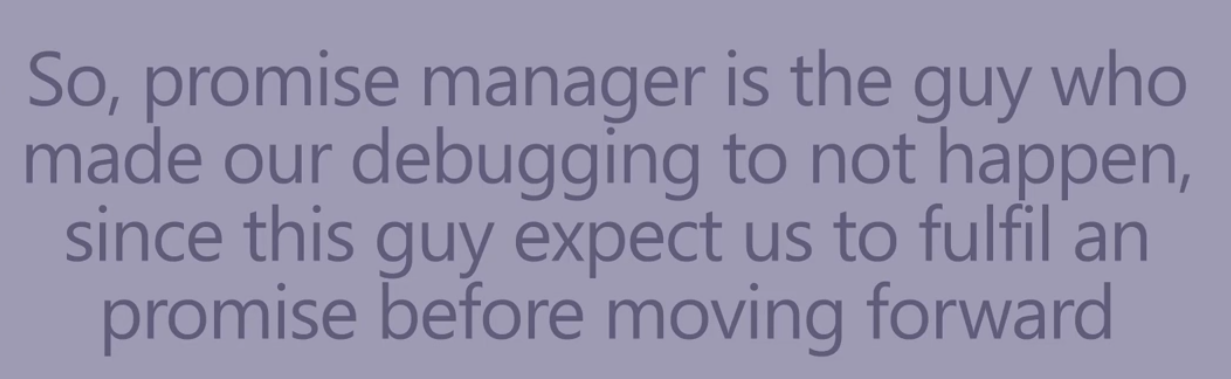 So, promise manager is the guy who
made our debugging to not happen,
since this guy expect us to fulfil an
promise before moving forward